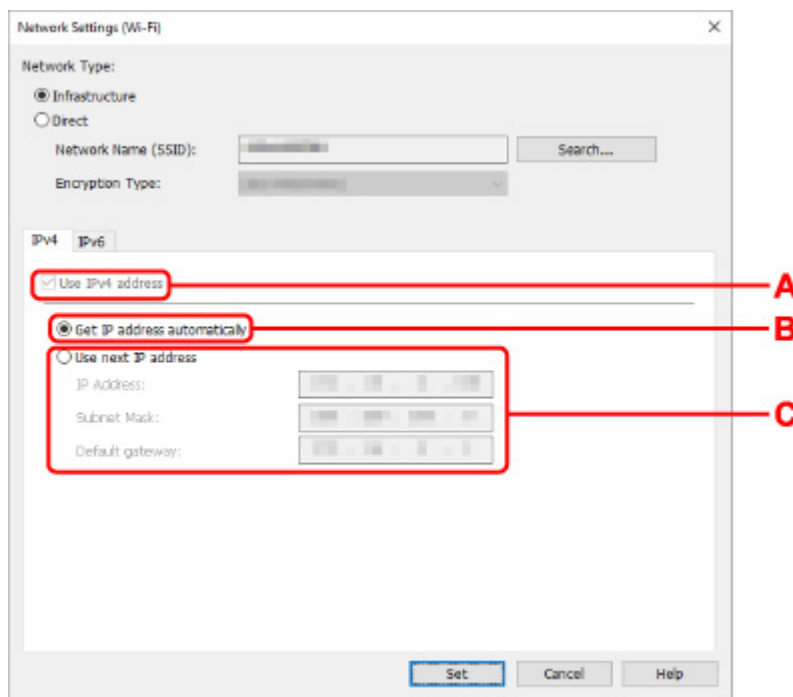 Network Settings (Wi-Fi)
Network Type:
Infrastructure
Direct
Network Name (SSID):
Search...
Encryption Type:
IPv4 IPv6
Use IPv4 address
A
Get IP address automatically
B
Use next IP address
IP Address:
Subnet Mask:
C
Default gateway:
Set Cancel Help